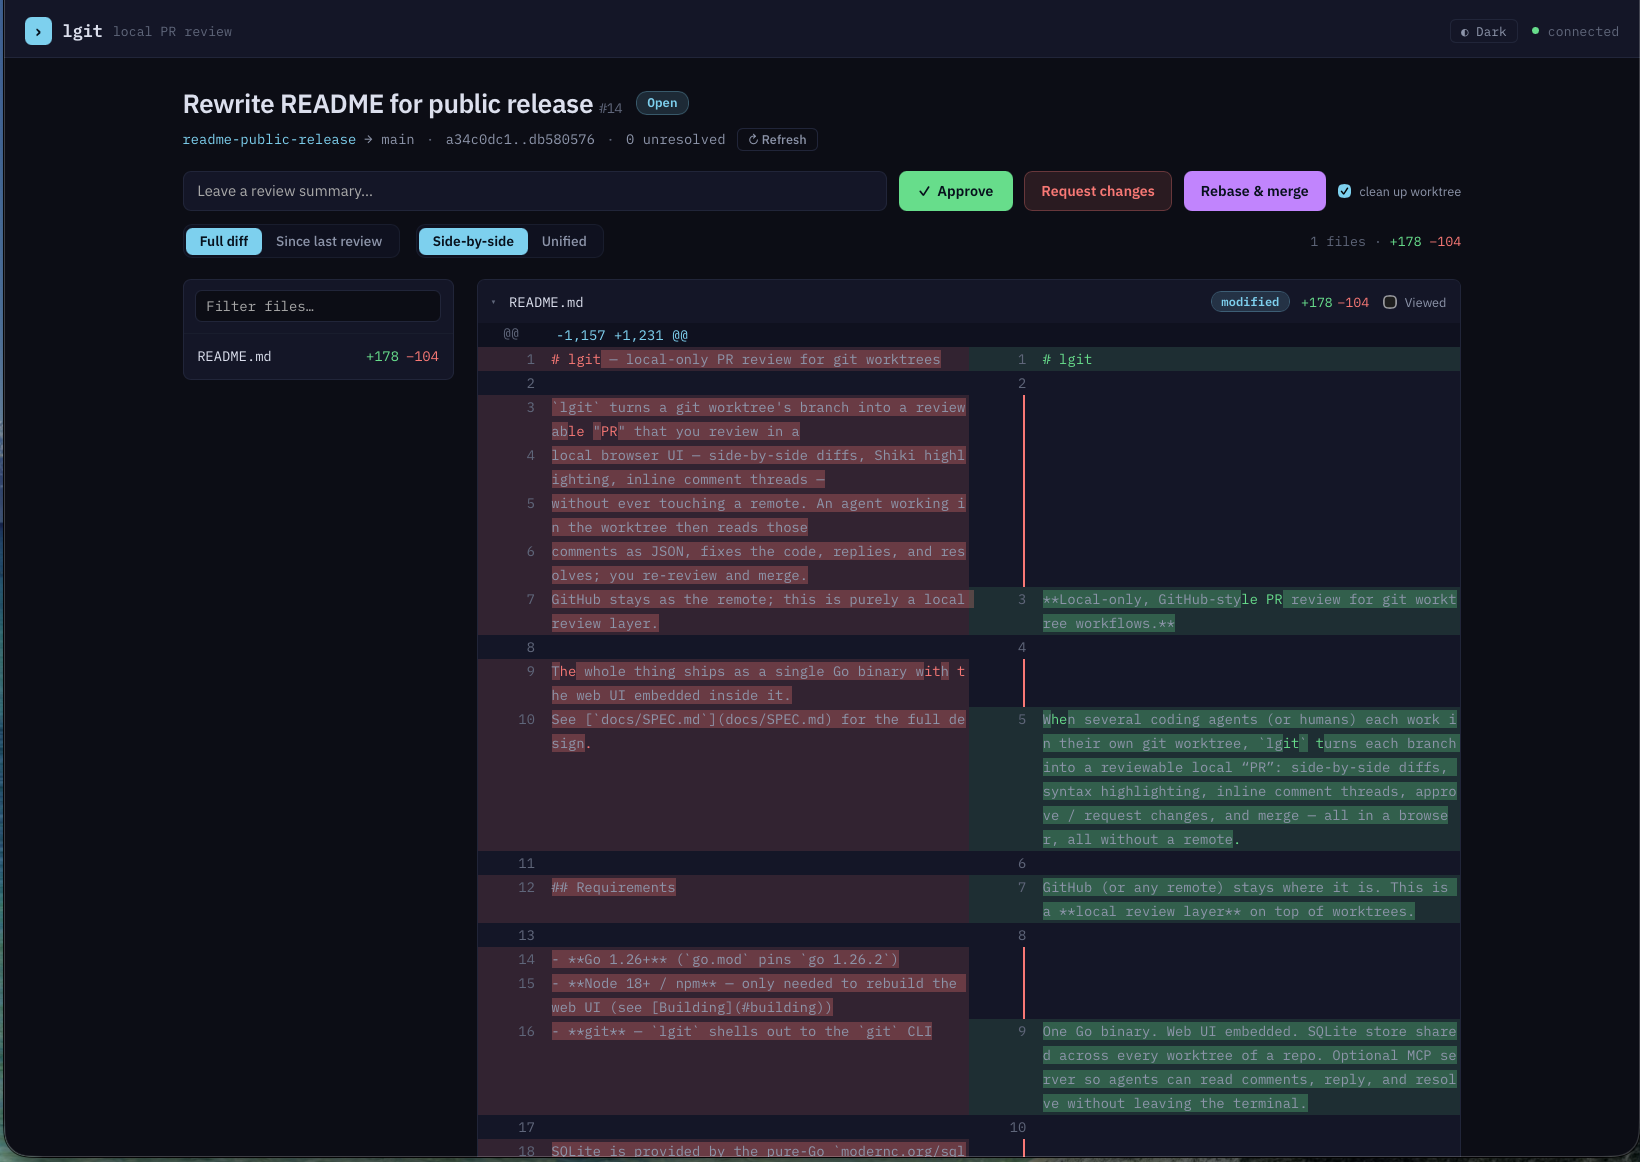 › lgit local PR review
◐ Dark ● connected
Rewrite README for public release #14 Open
readme-public-release → main · a34c0dc1..db580576 · 0 unresolved ↻ Refresh
Leave a review summary...
✓ Approve
Request changes
Rebase & merge
clean up worktree
Full diff Since last review
Side-by-side Unified
1 files · +178 −104
Filter files…
README.md +178 −104
README.md modified +178 −104 Viewed
@@ -1,157 +1,231 @@
1 # lgit — local-only PR review for git worktrees
1 # lgit
2
2
3 `lgit` turns a git worktree's branch into a review
able "PR" that you review in a
4 local browser UI — side-by-side diffs, Shiki highl
ighting, inline comment threads —
5 without ever touching a remote. An agent working i
n the worktree then reads those
6 comments as JSON, fixes the code, replies, and res
olves; you re-review and merge.
7 GitHub stays as the remote; this is purely a local
review layer.
3 **Local-only, GitHub-style PR review for git workt
ree workflows.**
8
4
9 The whole thing ships as a single Go binary with t
he web UI embedded inside it.
10 See [`docs/SPEC.md`](docs/SPEC.md) for the full de
sign.
5 When several coding agents (or humans) each work i
n their own git worktree, `lgit` turns each branch
into a reviewable local “PR”: side-by-side diffs,
syntax highlighting, inline comment threads, appro
ve / request changes, and merge — all in a browse
r, all without a remote.
11
6
12 ## Requirements
7 GitHub (or any remote) stays where it is. This is
a **local review layer** on top of worktrees.
13
8
14 - **Go 1.26+** (`go.mod` pins `go 1.26.2`)
15 - **Node 18+ / npm** — only needed to rebuild the
web UI (see [Building](#building))
16 - **git** — `lgit` shells out to the `git` CLI
9 One Go binary. Web UI embedded. SQLite store share
d across every worktree of a repo. Optional MCP se
rver so agents can read comments, reply, and resol
ve without leaving the terminal.
17
10
18 SQLite is provided by the pure-Go `modernc.org/sql